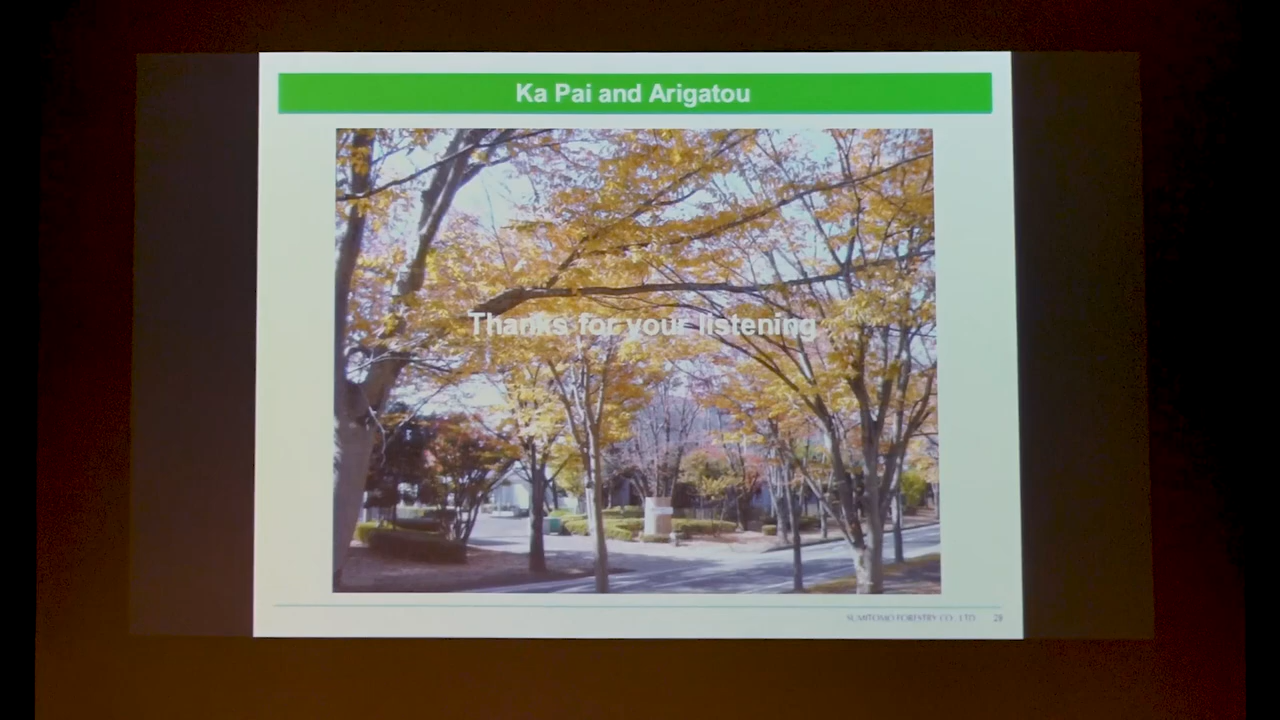 Ka Pai and Arigatou
Thanks for your listening
SUMITOMO FORESTRY CO., LTD. 28